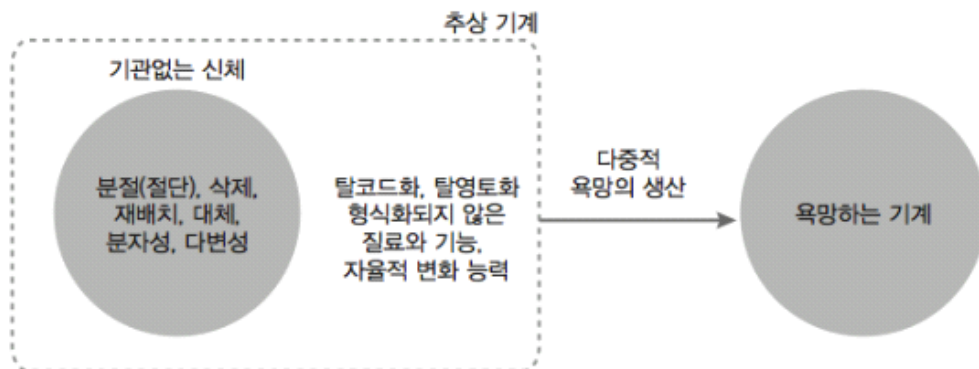 추상 기계
기관없는 신체
분절(절단), 삭제,
재배치, 대체,
분자성, 다변성
탈코드화, 탈영토화
형식화되지 않은
질료와 기능,
자율적 변화 능력
다중적
욕망의 생산
욕망하는 기계